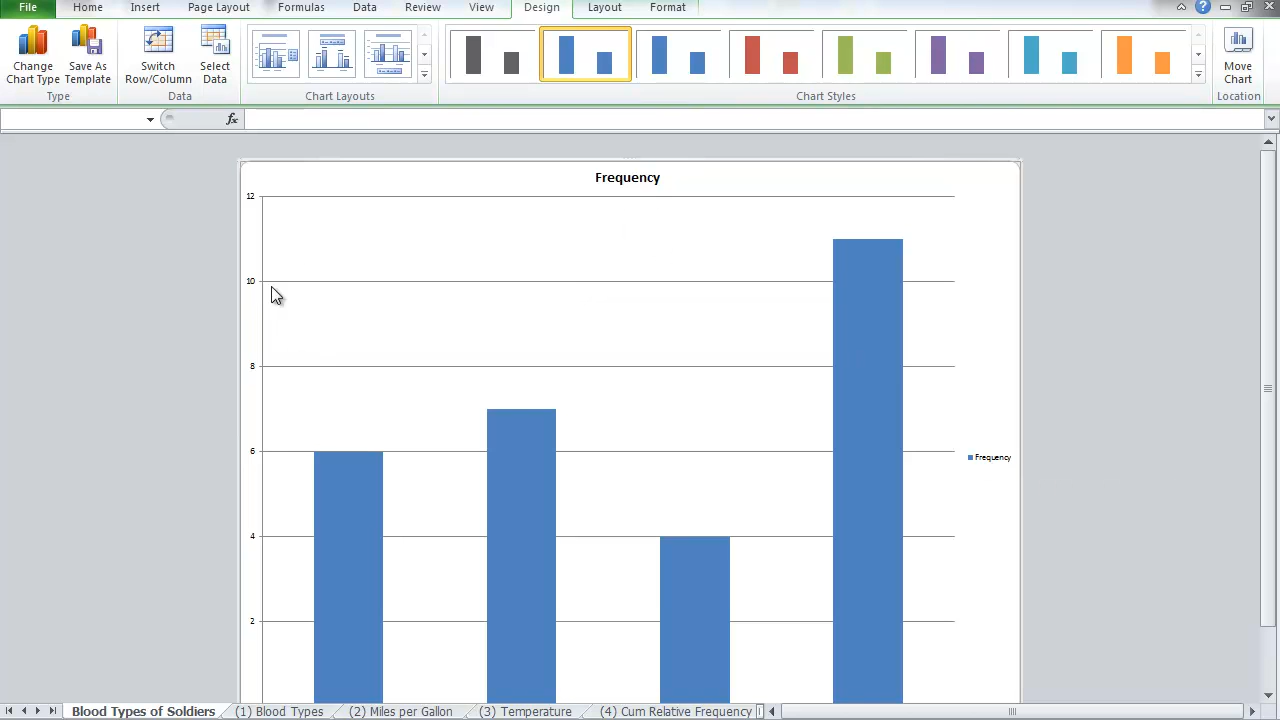 File Home Insert Page Layout Formulas Data Review View Design Layout Format
Change Chart Type
Save As Template
Switch Row/Column
Select Data
Move Chart
Type Data Chart Layouts Chart Styles Location
fx
Frequency
12
10
8
6
4
2
Frequency
Blood Types of Soldiers (1) Blood Types (2) Miles per Gallon (3) Temperature (4) Cum Relative Frequency